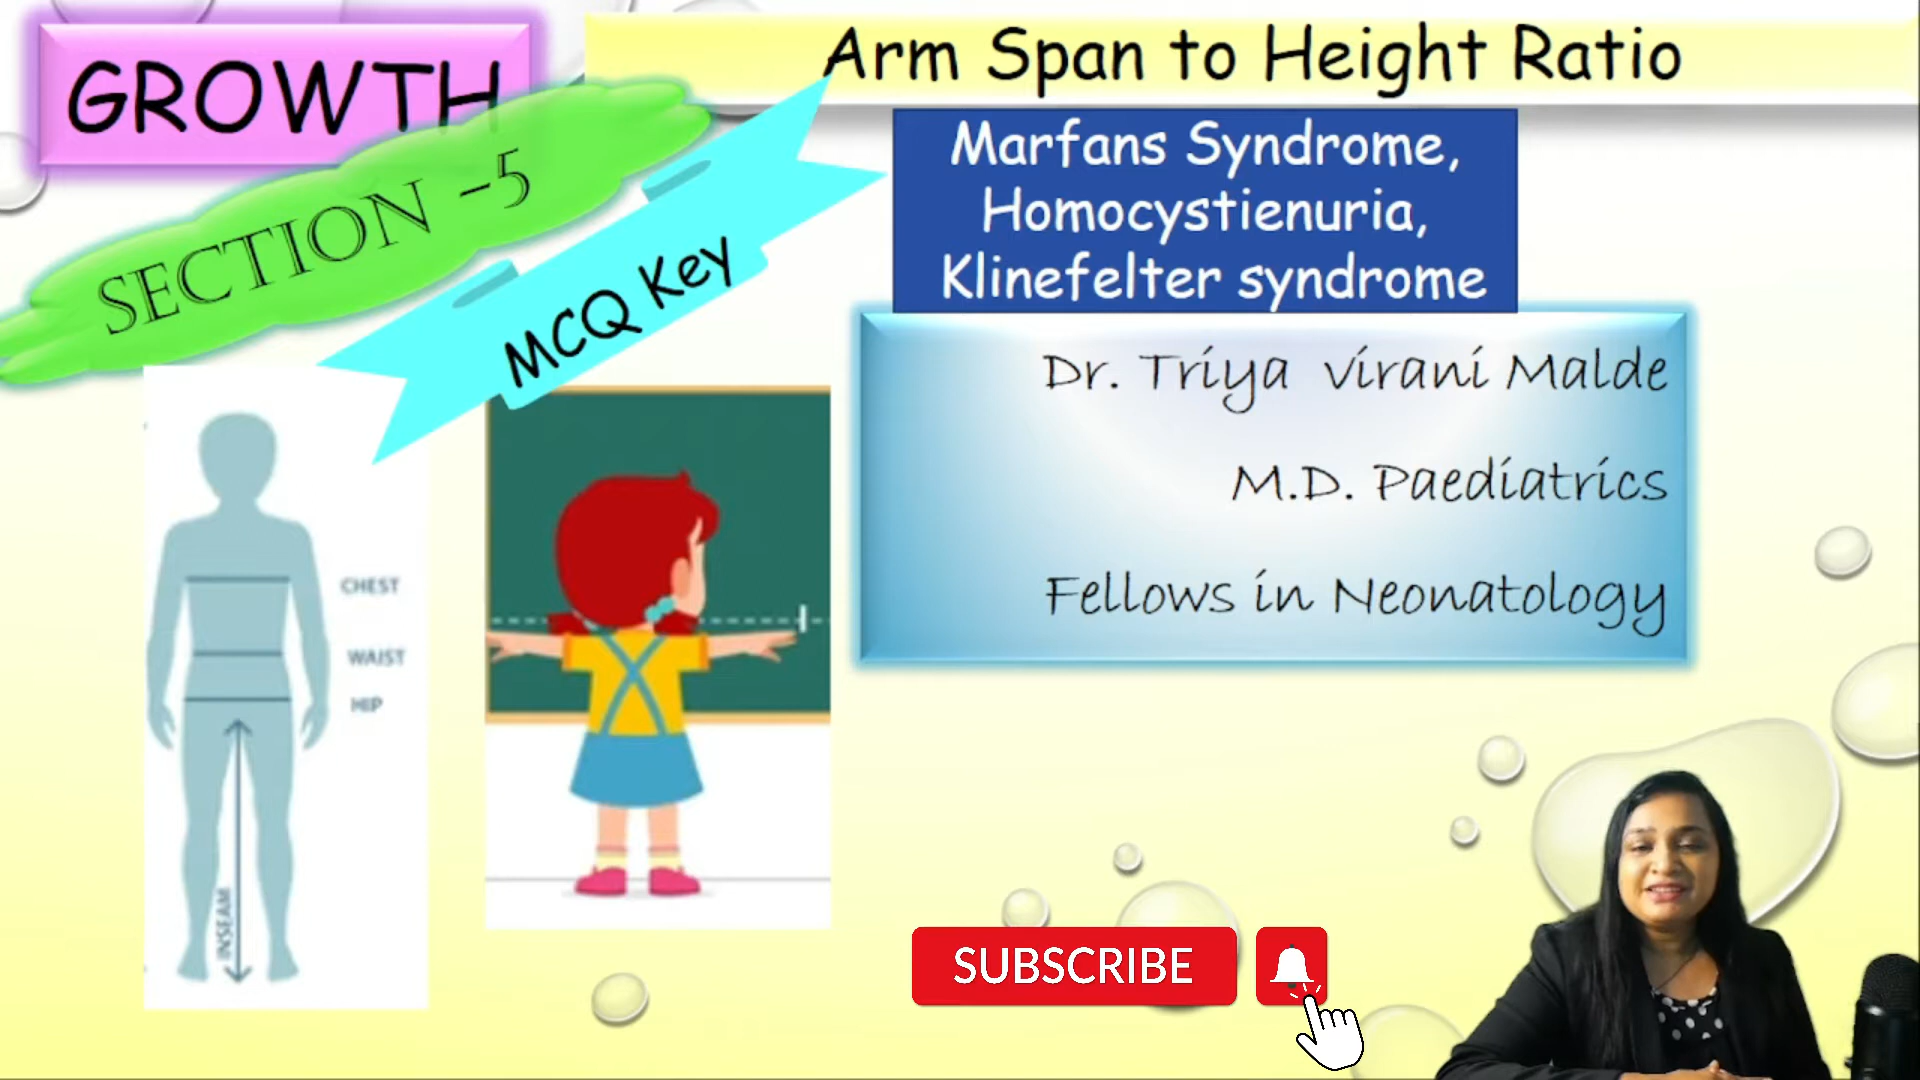 GROWTH
SECTION -5
MCQ Key
Arm Span to Height Ratio
Marfans Syndrome,
Homocystienuria,
Klinefelter syndrome
Dr. Triya virani Malde
M.D. Paediatrics
Fellows in Neonatology
CHEST
WAIST
HIP
INSEAM
SUBSCRIBE